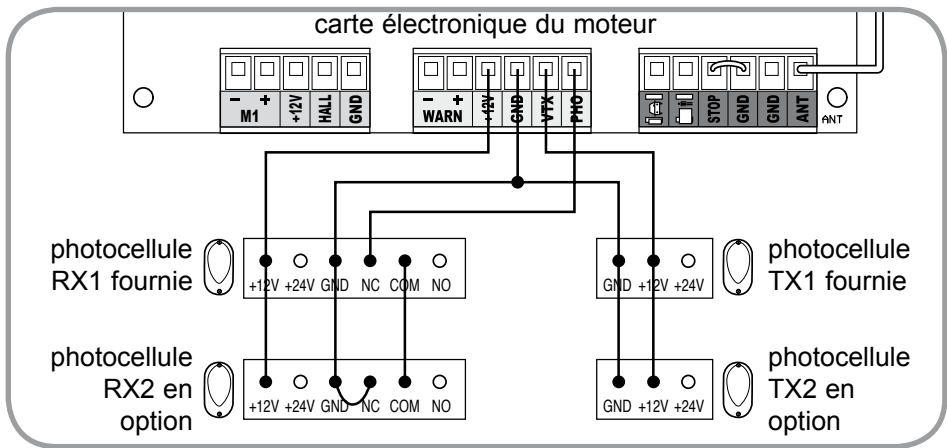 carte électronique du moteur
- + +12V HALL GND
M1
- + +12V GND VTX PHO
WARN
STOP GND GND ANT
ANT
photocellule
RX1 fournie
+12V +24V GND NC COM NO
photocellule
TX1 fournie
GND +12V +24V
photocellule
RX2 en
option
+12V +24V GND NC COM NO
photocellule
TX2 en
option
GND +12V +24V